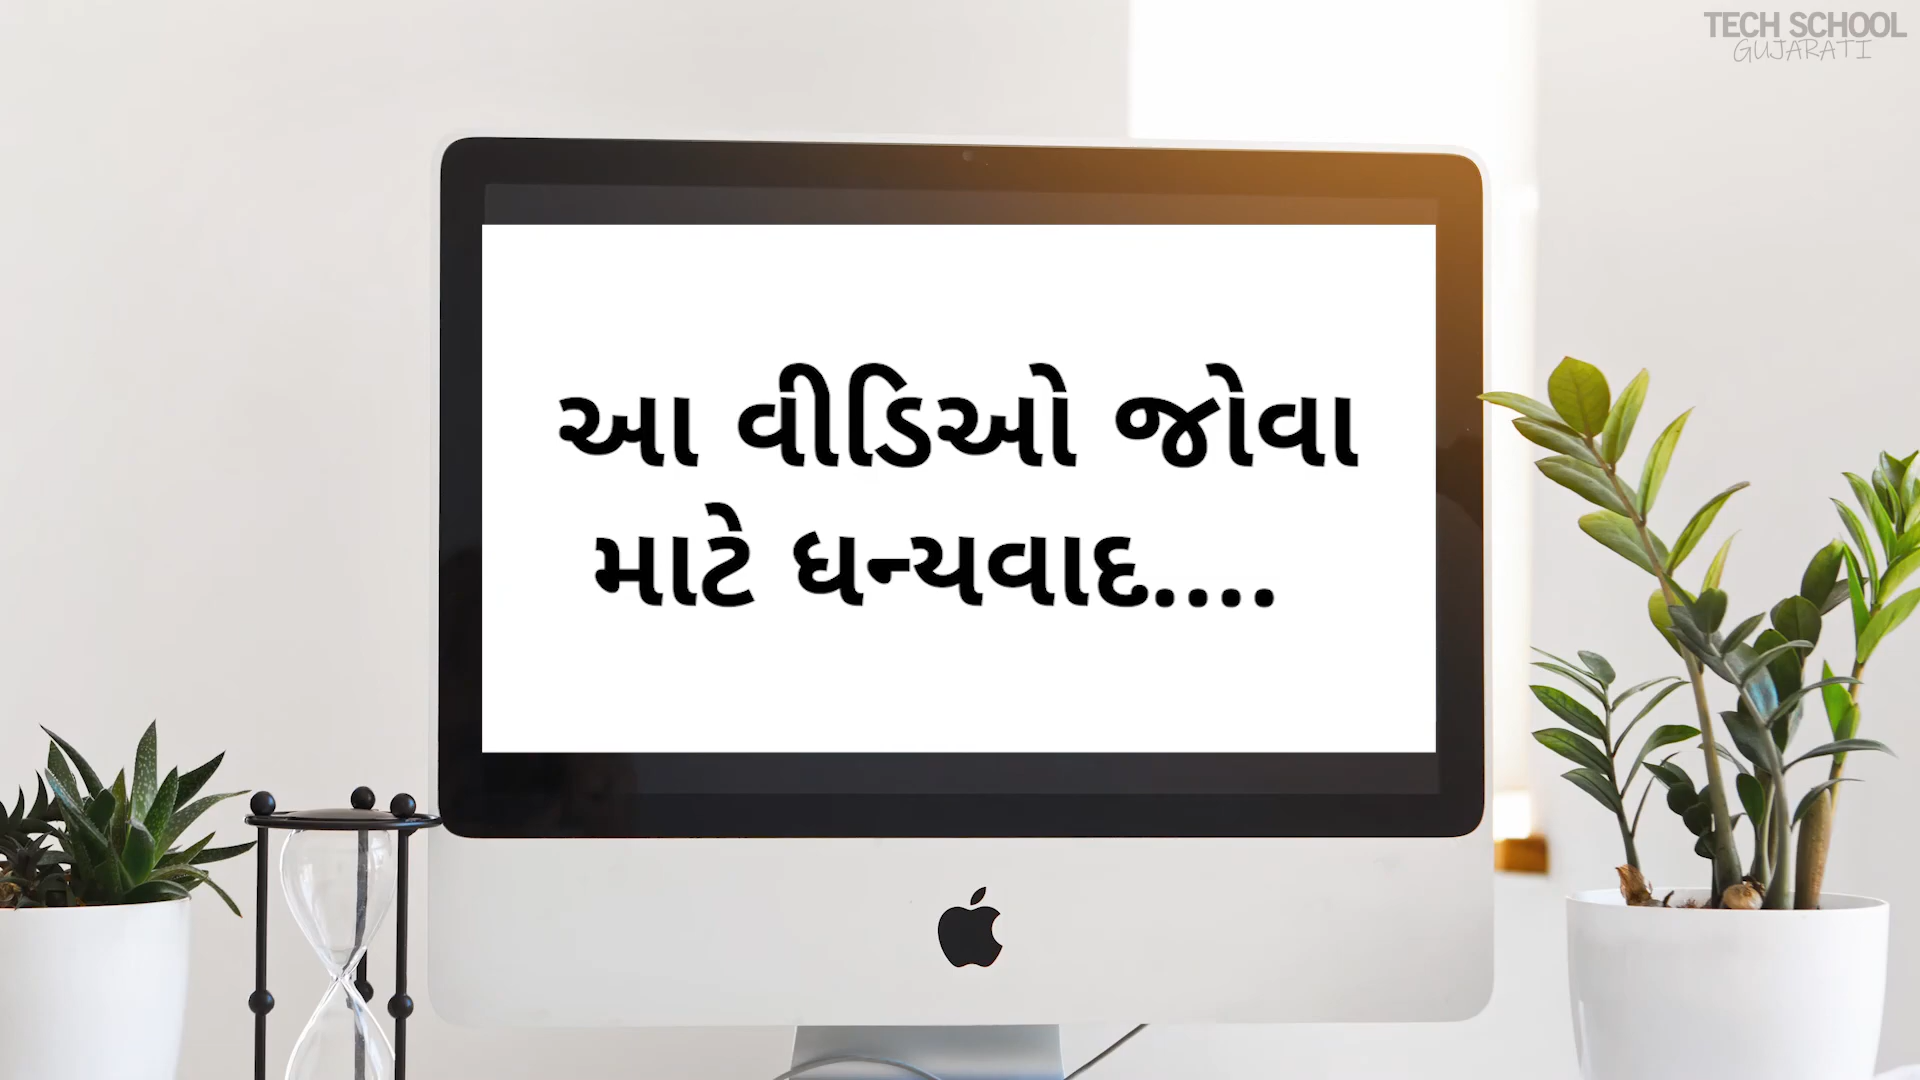 TECH SCHOOL
GUJARATI
આ વીડિઓ જોવા
માટે ધન્યવાદ....